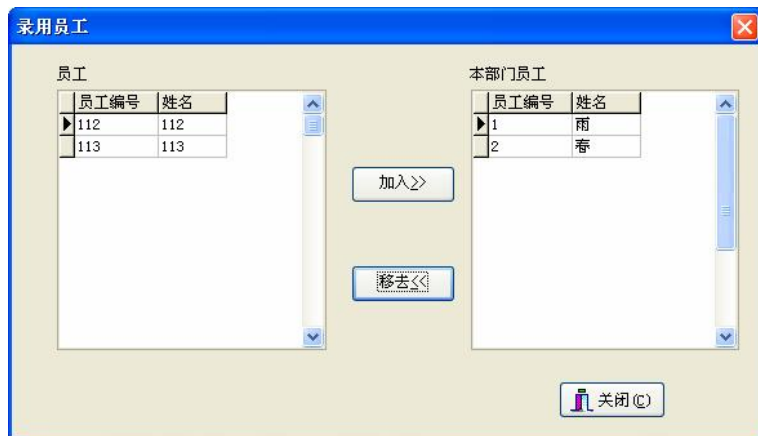 录用员工
员工
员工编号 姓名
112 112
113 113
加入>>
移去<<
本部门员工
员工编号 姓名
1 雨
2 春
关闭(C)